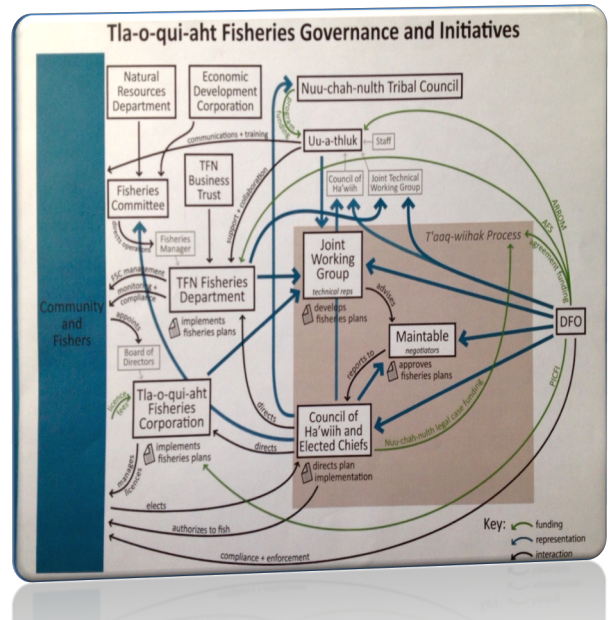 Tla-o-qui-aht Fisheries Governance and Initiatives
Natural
Resources
Department
Economic
Development
Corporation
Nuu-chah-nulth Tribal Council
communications + training
Uu-a-thluk
Staff
TFN
Business
Trust
support + collaboration
Council of
Ha'wiih
Joint Technical
Working Group
Fisheries
Committee
directs operations
Fisheries
Manager
AAROM
AFS
agreement funding
T'aaq-wiihak Process
Joint
Working
Group
technical reps
develops
fisheries plans
FSC management
monitoring +
compliance
TFN Fisheries
Department
implements
fisheries plans
Community
and
Fishers
appoints
advises
DFO
Maintable
negotiators
approves
fisheries plans
Board of
Directors
reports to
PICFI
licence
fees
Tla-o-qui-aht
Fisheries
Corporation
implements
fisheries plans
directs
directs
Council of
Ha'wiih and
Elected Chiefs
directs plan
implementation
Nuu-chah-nulth legal case funding
manages
licences
elects
authorizes to fish
compliance + enforcement
Key:
funding
representation
interaction